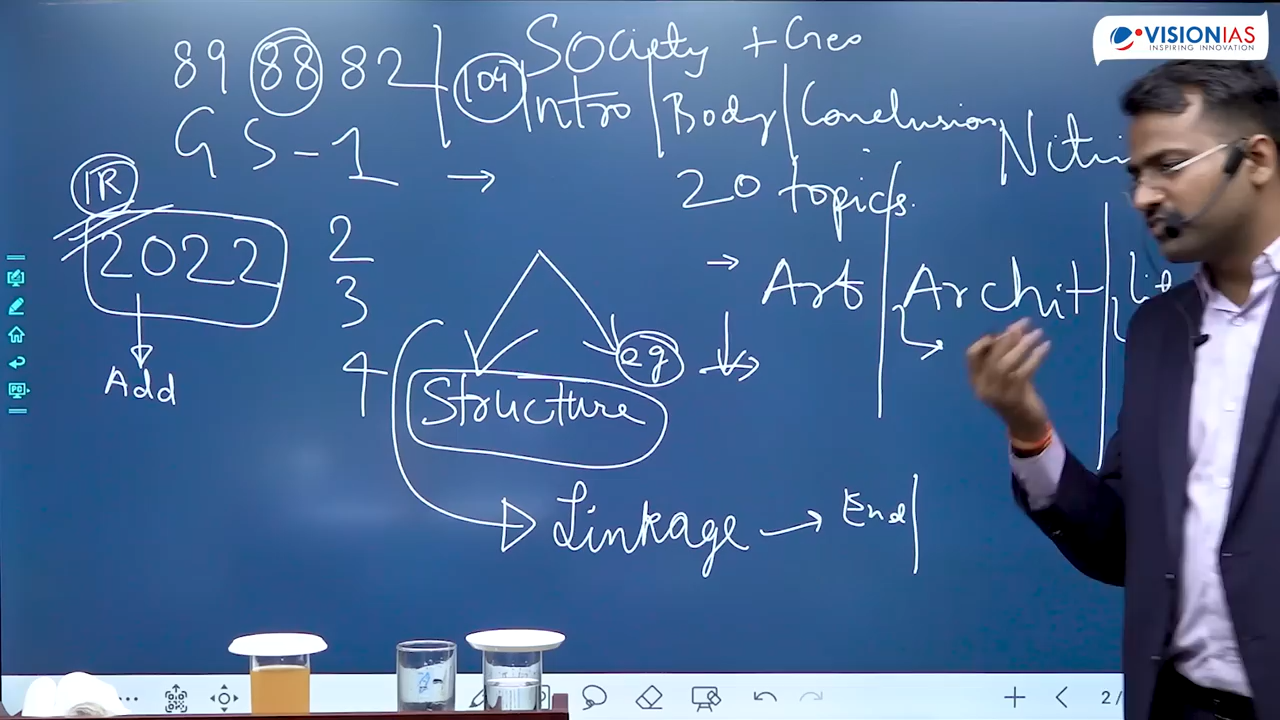 VISIONIAS
INSPIRING INNOVATION
89 88 82 104 Society + Geo
Intro Body Conclusion
GS-1 → 20 topics
IR
2022 2
→ Art Archit
3
eg
Add 4 Structure
Linkage → End
2/